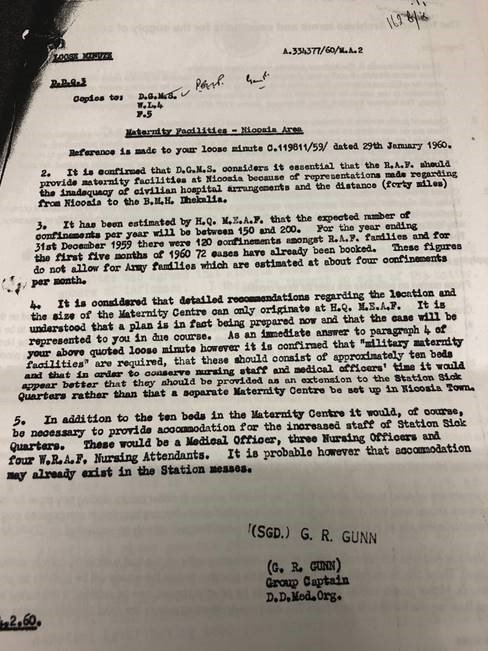 LOOSE MINUTE
A.334377/60/M.A.2
D.D.Q.3
Copies to: D.G.M.S.
W.L.4
F.5
Maternity Facilities - Nicosia Area
Reference is made to your loose minute C.119811/59/ dated 29th January 1960.
2. It is confirmed that D.G.M.S. considers it essential that the R.A.F. should
provide maternity facilities at Nicosia because of representations made regarding
the inadequacy of civilian hospital arrangements and the distance (forty miles)
from Nicosia to the B.M.H. Dhekalia.
3. It has been estimated by H.Q. M.E.A.F. that the expected number of
confinements per year will be between 150 and 200. For the year ending
31st December 1959 there were 120 confinements amongst R.A.F. families and for
the first five months of 1960 72 cases have already been booked. These figures
do not allow for Army families which are estimated at about four confinements
per month.
4. It is considered that detailed recommendations regarding the location and
the size of the Maternity Centre can only originate at H.Q. M.E.A.F. It is
understood that a plan is in fact being prepared now and that the case will be
represented to you in due course. As an immediate answer to paragraph 4 of
your above quoted loose minute however it is confirmed that "military maternity
facilities" are required, that these should consist of approximately ten beds
and that in order to conserve nursing staff and medical officers' time it would
appear better that they should be provided as an extension to the Station Sick
Quarters rather than that a separate Maternity Centre be set up in Nicosia Town.
5. In addition to the ten beds in the Maternity Centre it would, of course,
be necessary to provide accommodation for the increased staff of Station Sick
Quarters. These would be a Medical Officer, three Nursing Officers and
four W.R.A.F. Nursing Attendants. It is probable however that accommodation
may already exist in the Station messes.
(SGD.) G. R. GUNN
(G. R. GUNN)
Group Captain
D.D.Med.Org.
.2.60.